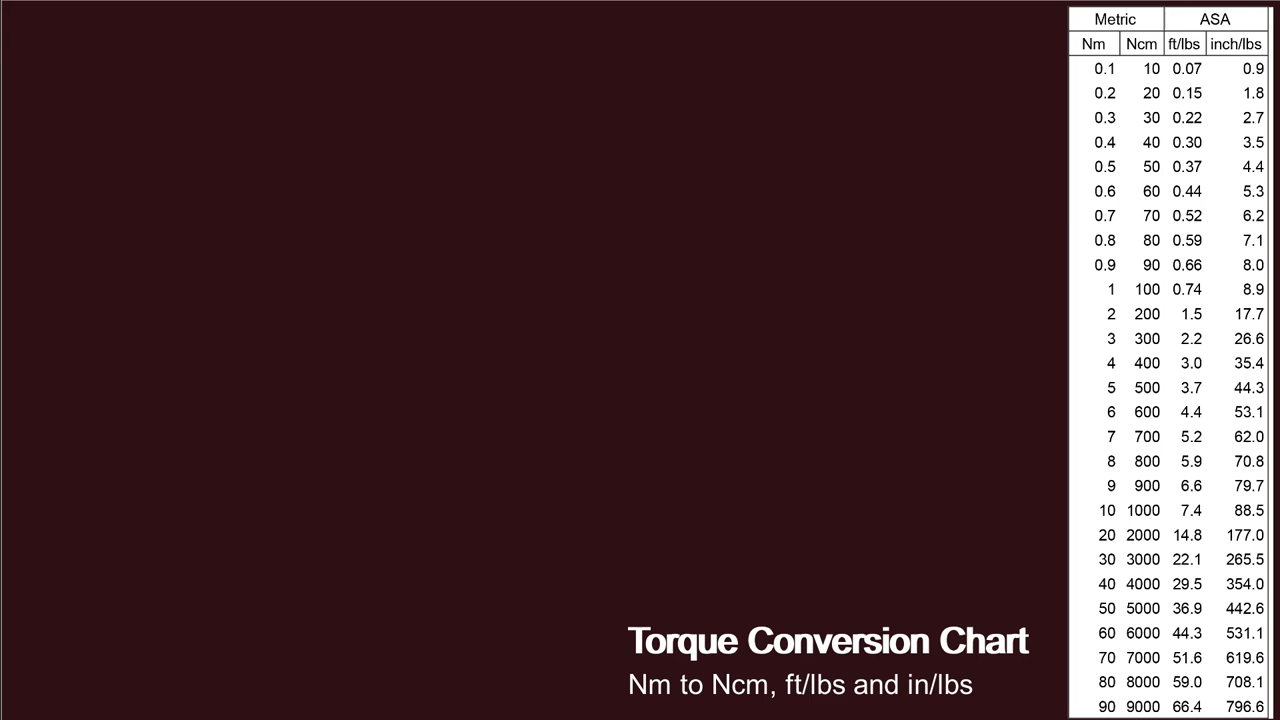 Metric ASA
Nm Ncm ft/lbs inch/lbs
0.1 10 0.07 0.9
0.2 20 0.15 1.8
0.3 30 0.22 2.7
0.4 40 0.30 3.5
0.5 50 0.37 4.4
0.6 60 0.44 5.3
0.7 70 0.52 6.2
0.8 80 0.59 7.1
0.9 90 0.66 8.0
1 100 0.74 8.9
2 200 1.5 17.7
3 300 2.2 26.6
4 400 3.0 35.4
5 500 3.7 44.3
6 600 4.4 53.1
7 700 5.2 62.0
8 800 5.9 70.8
9 900 6.6 79.7
10 1000 7.4 88.5
20 2000 14.8 177.0
30 3000 22.1 265.5
40 4000 29.5 354.0
50 5000 36.9 442.6
60 6000 44.3 531.1
70 7000 51.6 619.6
80 8000 59.0 708.1
90 9000 66.4 796.6
Torque Conversion Chart
Nm to Ncm, ft/lbs and in/lbs